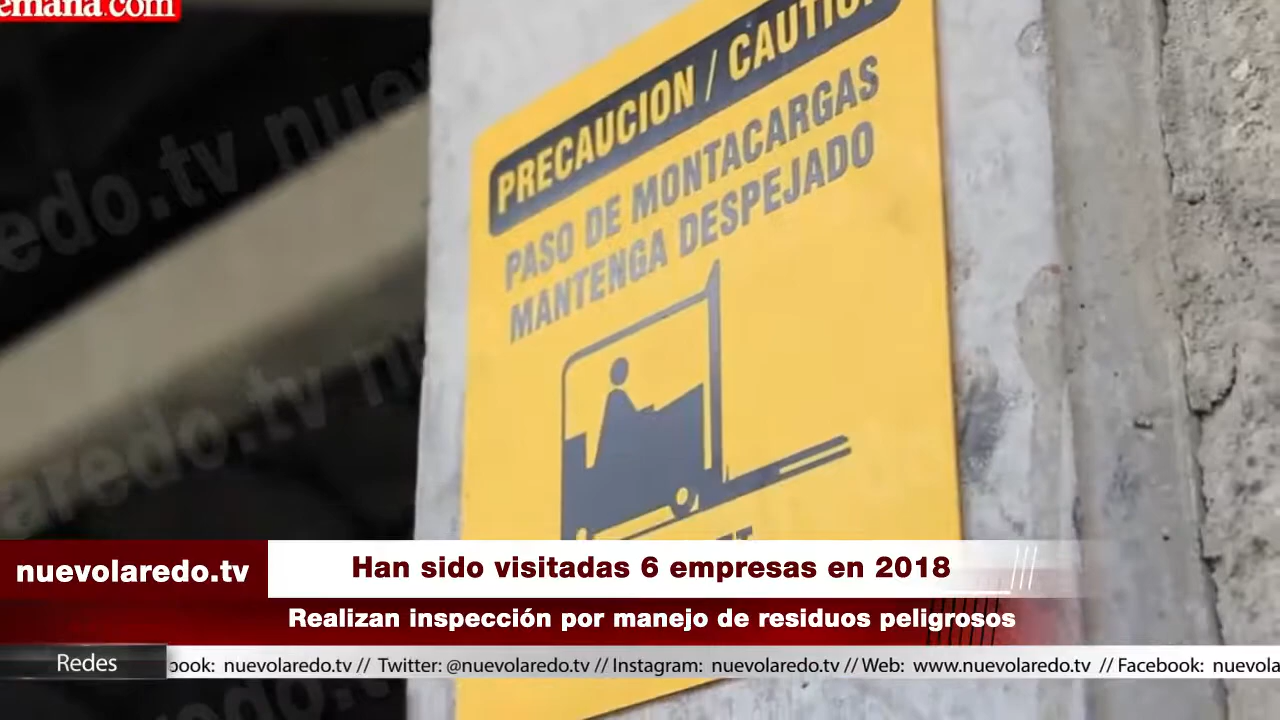 emana.com
PRECAUCION / CAUTION
PASO DE MONTACARGAS
MANTENGA DESPEJADO
nuevolaredo.tv
Han sido visitadas 6 empresas en 2018
Realizan inspección por manejo de residuos peligrosos
Redes
book: nuevolaredo.tv // Twitter: @nuevolaredo.tv // Instagram: nuevolaredo.tv // Web: www.nuevolaredo.tv // Facebook: nuevola